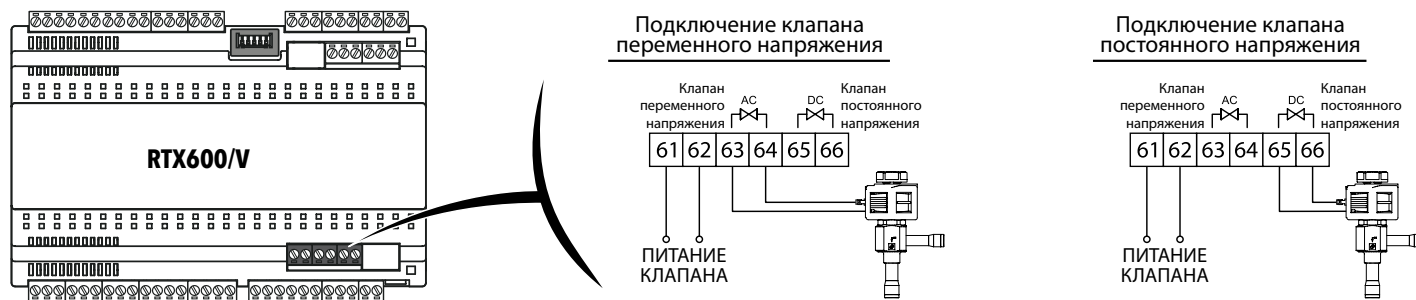 RTX600/V
Подключение клапана
переменного напряжения
Клапан
переменного
напряжения
AC
DC
Клапан
постоянного
напряжения
61 62 63 64 65 66
ПИТАНИЕ
КЛАПАНА
Подключение клапана
постоянного напряжения
Клапан
переменного
напряжения
AC
DC
Клапан
постоянного
напряжения
61 62 63 64 65 66
ПИТАНИЕ
КЛАПАНА